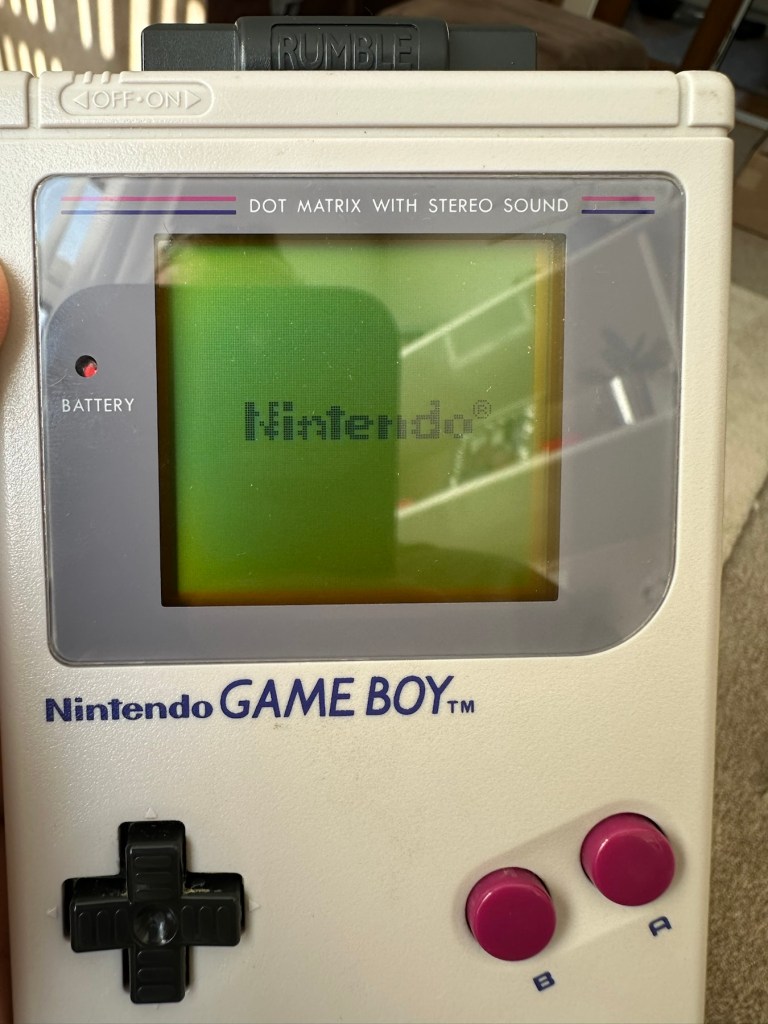 RUMBLE
OFF•ON
DOT MATRIX WITH STEREO SOUND
BATTERY
Nintendo®
Nintendo GAME BOY™
A
B